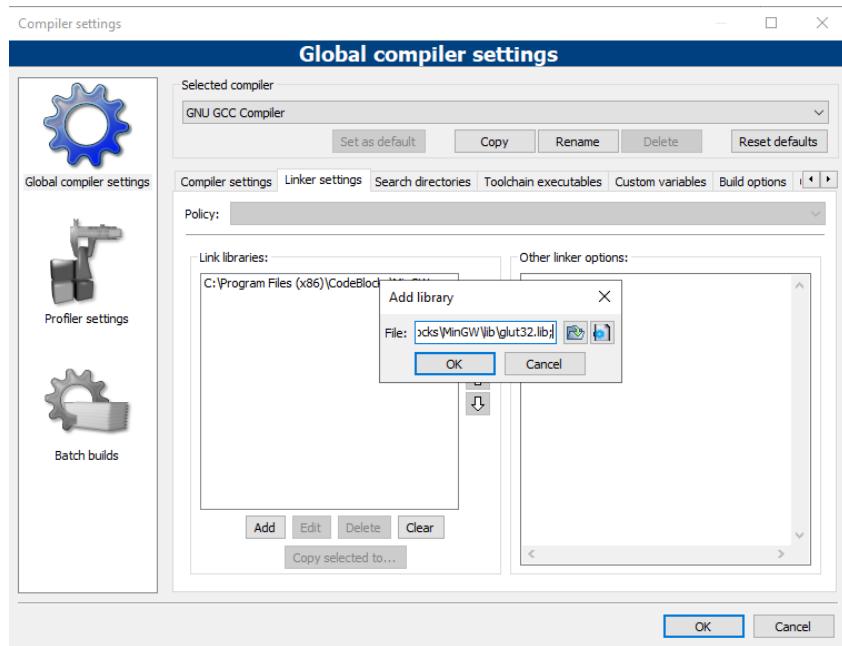 Compiler settings
Global compiler settings
Global compiler settings
Profiler settings
Batch builds
Selected compiler
GNU GCC Compiler
Set as default Copy Rename Delete Reset defaults
Compiler settings Linker settings Search directories Toolchain executables Custom variables Build options
Policy:
Link libraries:
C:\Program Files (x86)\CodeBlock
Add Edit Delete Clear
Copy selected to...
Other linker options:
Add library
File: ocks\MinGW\lib\glut32.lib;
OK Cancel
OK Cancel